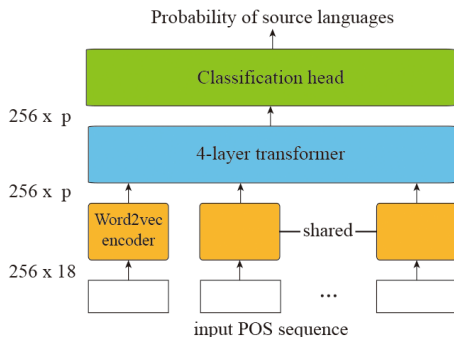 Probability of source languages
Classification head
256 x p
4-layer transformer
256 x p
Word2vec
encoder
shared
256 x 18
...
input POS sequence